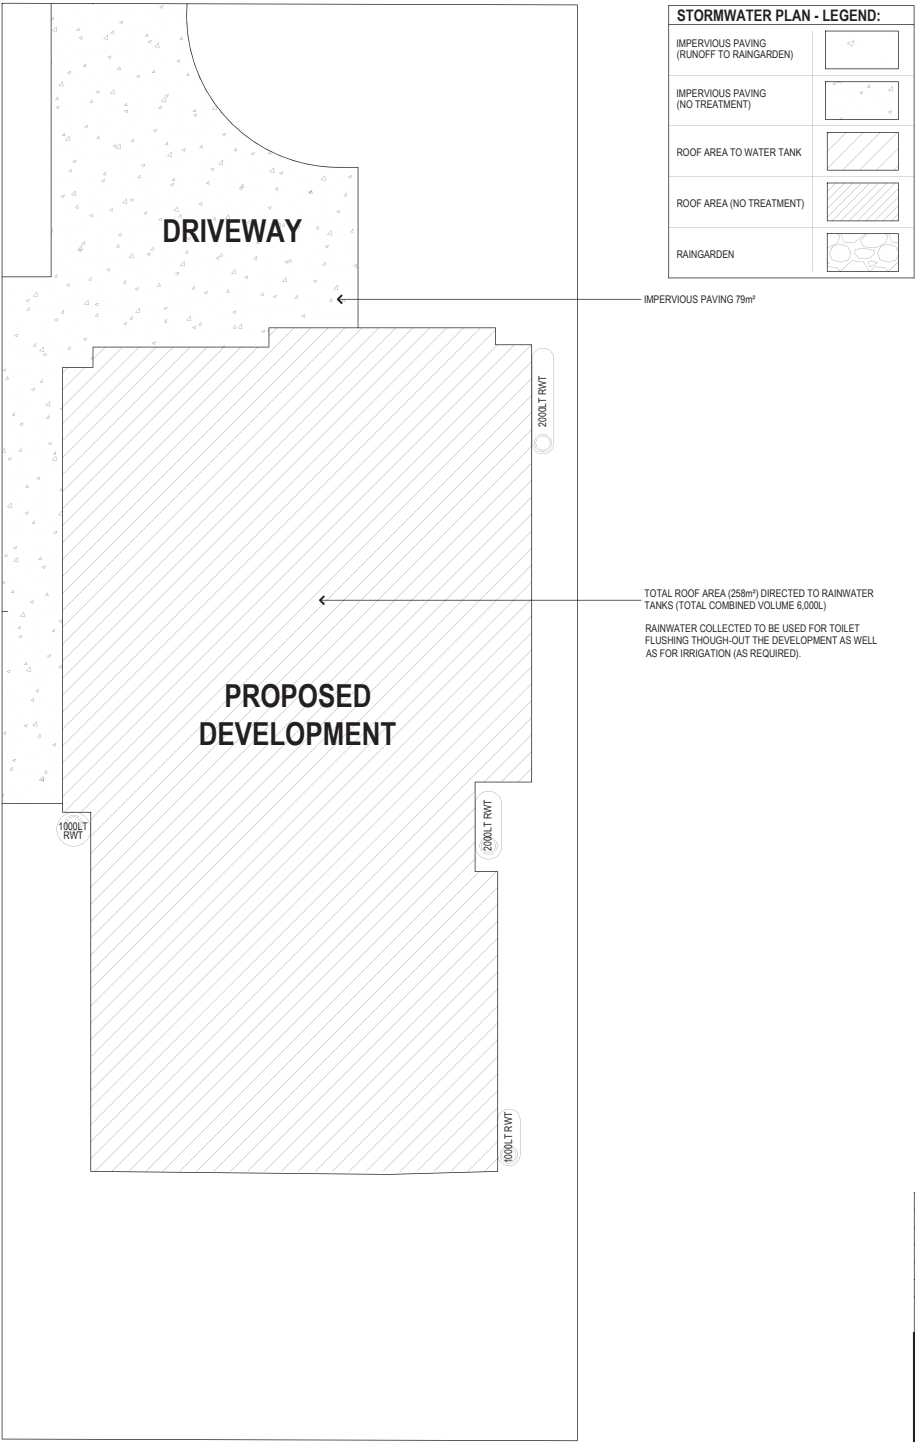 STORMWATER PLAN - LEGEND:
IMPERVIOUS PAVING
(RUNOFF TO RAINGARDEN)
IMPERVIOUS PAVING
(NO TREATMENT)
ROOF AREA TO WATER TANK
ROOF AREA (NO TREATMENT)
RAINGARDEN
DRIVEWAY
IMPERVIOUS PAVING 79m²
2000LT RWT
TOTAL ROOF AREA (258m²) DIRECTED TO RAINWATER
TANKS (TOTAL COMBINED VOLUME 6,000L)
RAINWATER COLLECTED TO BE USED FOR TOILET
FLUSHING THOUGH-OUT THE DEVELOPMENT AS WELL
AS FOR IRRIGATION (AS REQUIRED).
PROPOSED
DEVELOPMENT
1000LT
RWT
2000LT RWT
1000LT RWT